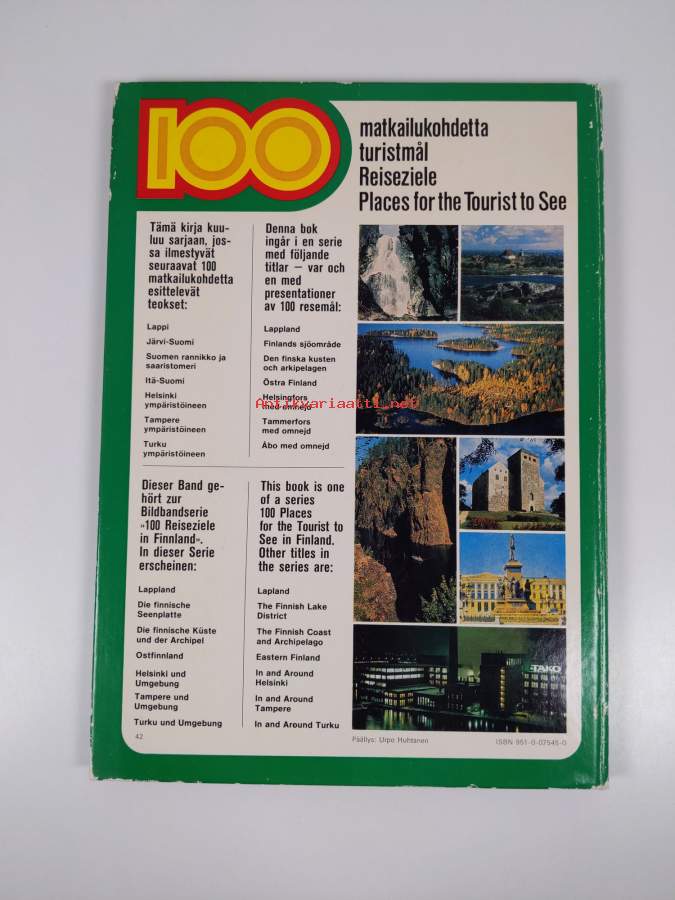 100
matkailukohdetta
turistmål
Reiseziele
Places for the Tourist to See
Tämä kirja kuu-
luu sarjaan, jos-
sa ilmestyvät
seuraavat 100
matkailukohdetta
esittelevät
teokset:
Lappi
Järvi-Suomi
Suomen rannikko ja
saaristomeri
Itä-Suomi
Helsinki
ympäristöineen
Tampere
ympäristöineen
Turku
ympäristöineen
Denna bok
ingår i en serie
med följande
titlar – var och
en med
presentationer
av 100 resemål:
Lappland
Finlands sjöområde
Den finska kusten
och arkipelagen
Östra Finland
Helsingfors
med omnejd
Tammerfors
med omnejd
Åbo med omnejd
Antikvariaatti.net
Dieser Band ge-
hört zur
Bildbandserie
»100 Reiseziele
in Finnland».
In dieser Serie
erscheinen:
Lappland
Die finnische
Seenplatte
Die finnische Küste
und der Archipel
Ostfinnland
Helsinki und
Umgebung
Tampere und
Umgebung
Turku und Umgebung
This book is one
of a series
100 Places
for the Tourist to
See in Finland.
Other titles in
the series are:
Lapland
The Finnish Lake
District
The Finnish Coast
and Archipelago
Eastern Finland
In and Around
Helsinki
In and Around
Tampere
In and Around Turku
TAKO
42
Päällys: Urpo Huhtanen
ISBN 951-0-07545-0